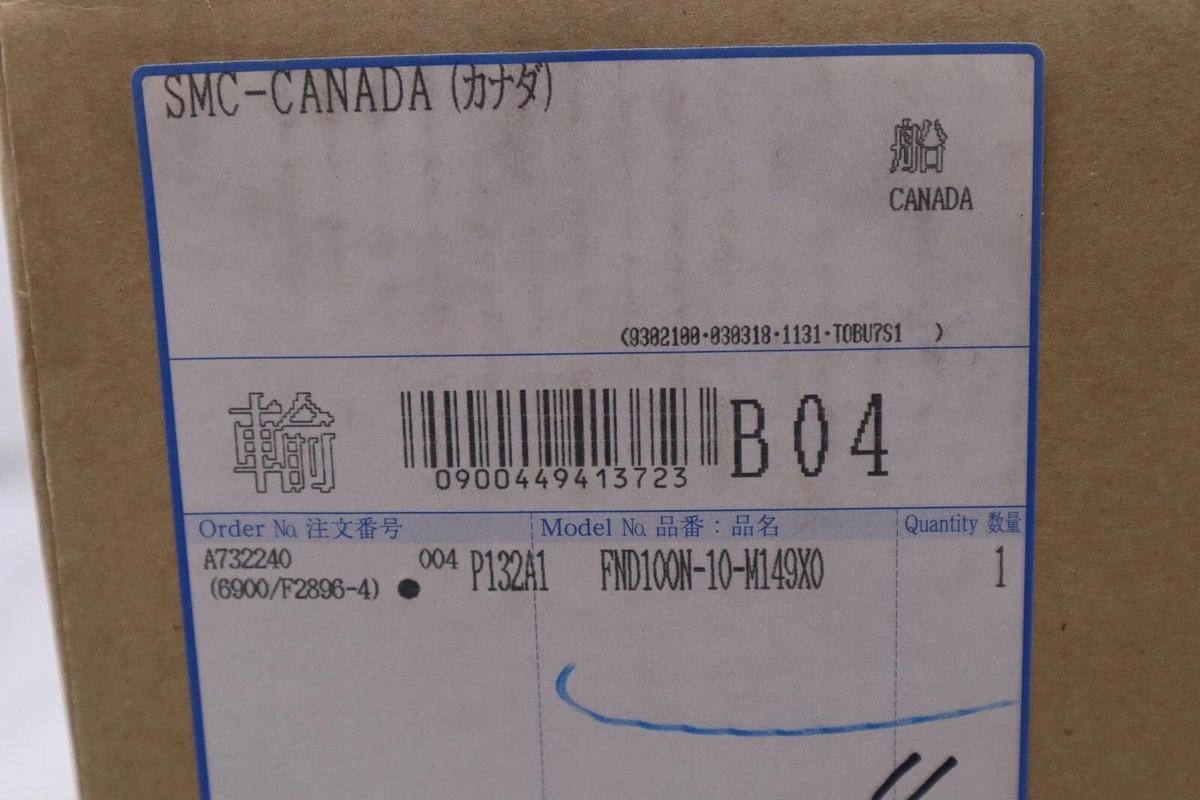 SMC-CANADA (カナダ)
船
CANADA
(9302100・030318・1131・TOBU7S1 )
輸
0900449413723
B04
Order No. 注文番号 Model No. 品番：品名 Quantity 数量
A732240 004 P132A1 FND100N-10-M149X0 1
(6900/F2896-4) ●